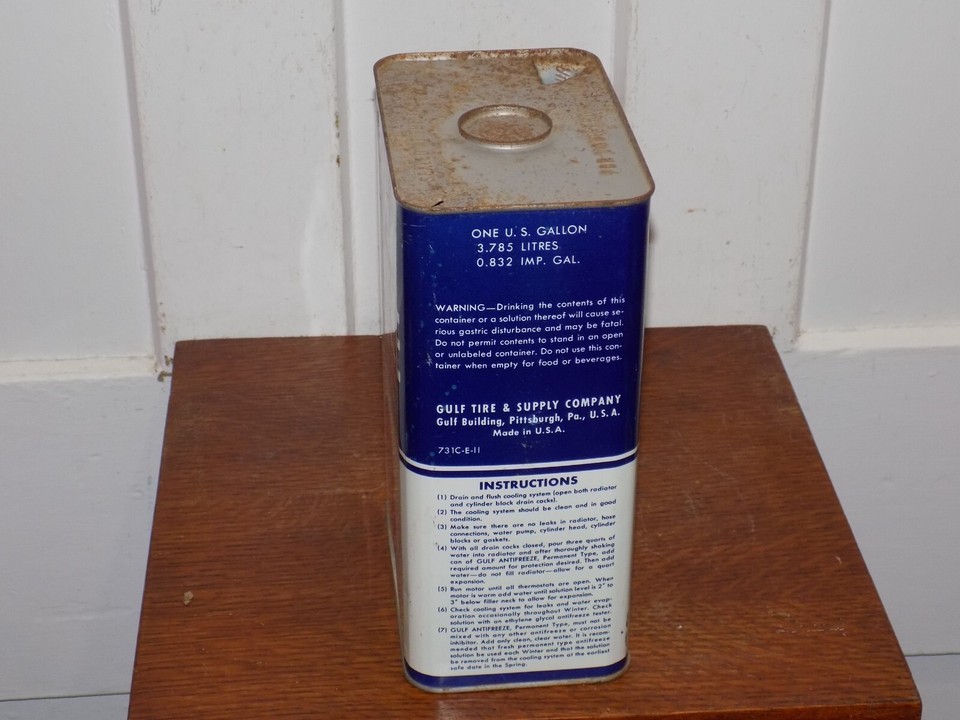 ONE U. S. GALLON
3.785 LITRES
0.832 IMP. GAL.
WARNING—Drinking the contents of this
container or a solution thereof will cause se-
rious gastric disturbance and may be fatal.
Do not permit contents to stand in an open
or unlabeled container. Do not use this con-
tainer when empty for food or beverages.
GULF TIRE & SUPPLY COMPANY
Gulf Building, Pittsburgh, Pa., U. S. A.
Made in U.S.A.
731C-E-11
INSTRUCTIONS
(1) Drain and flush cooling system (open both radiator
and cylinder block drain cocks).
(2) The cooling system should be clean and in good
condition.
(3) Make sure there are no leaks in radiator, hose
connections, water pump, cylinder head, cylinder
blocks or gaskets.
(4) With all drain cocks closed, pour three quarts of
water into radiator and after thoroughly shaking
can of GULF ANTIFREEZE, Permanent Type, add
required amount for protection desired. Then add
water—do not fill radiator—allow for a quart
expansion.
(5) Run motor until all thermostats are open. When
motor is warm add water until solution level is 2" to
3" below filler neck to allow for expansion.
(6) Check cooling system for leaks and water evap-
oration occasionally throughout Winter. Check
solution with an ethylene glycol antifreeze tester.
(7) GULF ANTIFREEZE, Permanent Type, must not be
mixed with any other antifreeze or corrosion
inhibitor. Add only clean, clear water. It is recom-
mended that fresh permanent type antifreeze
solution be used each Winter and that the solution
be removed from the cooling system at the earliest
safe date in the Spring.